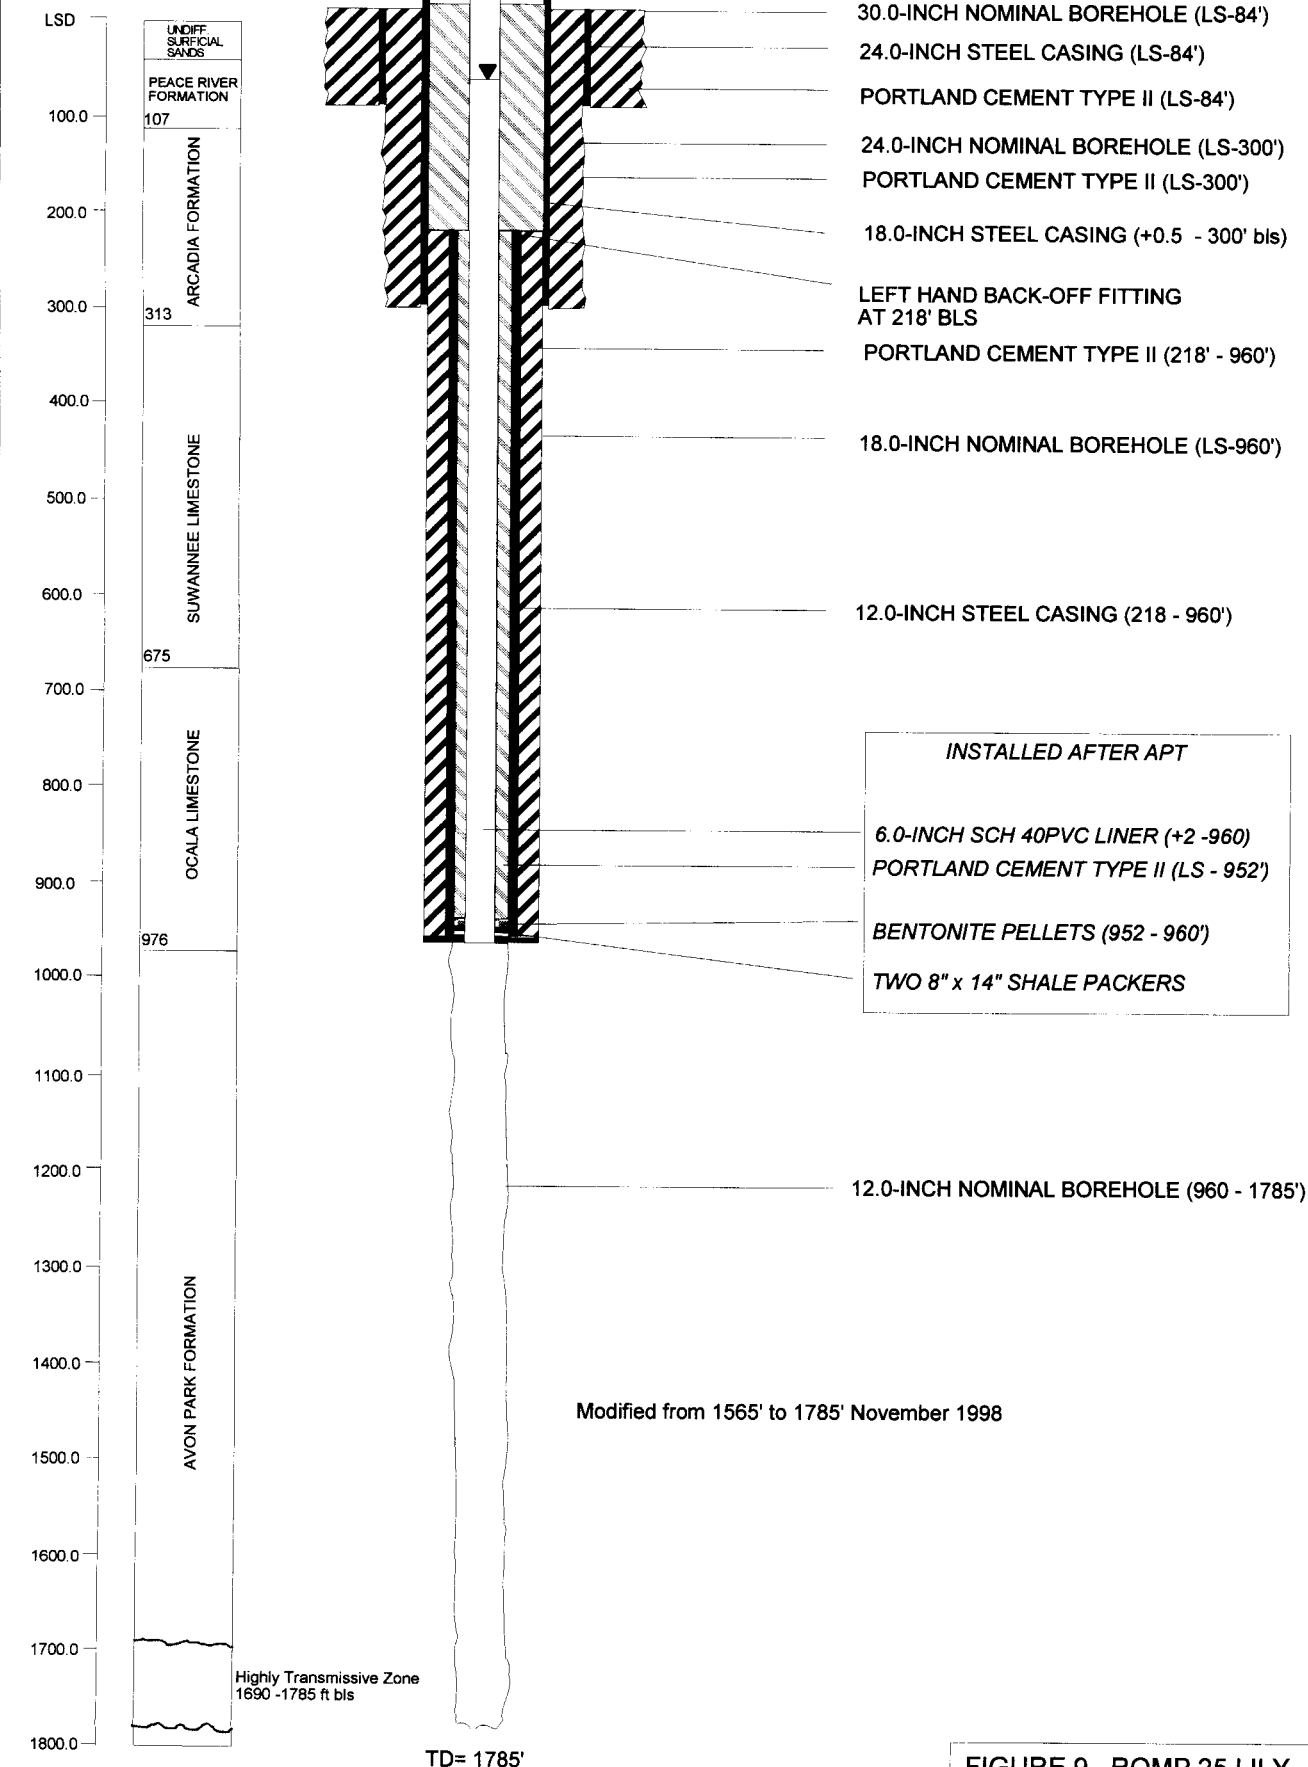 LSD
UNDIFF.
SURFICIAL
SANDS
PEACE RIVER
FORMATION
107
ARCADIA FORMATION
313
SUWANNEE LIMESTONE
675
OCALA LIMESTONE
976
AVON PARK FORMATION
Highly Transmissive Zone
1690 -1785 ft bls
100.0
200.0
300.0
400.0
500.0
600.0
700.0
800.0
900.0
1000.0
1100.0
1200.0
1300.0
1400.0
1500.0
1600.0
1700.0
1800.0
30.0-INCH NOMINAL BOREHOLE (LS-84')
24.0-INCH STEEL CASING (LS-84')
PORTLAND CEMENT TYPE II (LS-84')
24.0-INCH NOMINAL BOREHOLE (LS-300')
PORTLAND CEMENT TYPE II (LS-300')
18.0-INCH STEEL CASING (+0.5 - 300' bls)
LEFT HAND BACK-OFF FITTING
AT 218' BLS
PORTLAND CEMENT TYPE II (218' - 960')
18.0-INCH NOMINAL BOREHOLE (LS-960')
12.0-INCH STEEL CASING (218 - 960')
INSTALLED AFTER APT
6.0-INCH SCH 40PVC LINER (+2 -960)
PORTLAND CEMENT TYPE II (LS - 952')
BENTONITE PELLETS (952 - 960')
TWO 8" x 14" SHALE PACKERS
12.0-INCH NOMINAL BOREHOLE (960 - 1785')
Modified from 1565' to 1785' November 1998
TD= 1785'
FIGURE 9 ROMP 25 LILY